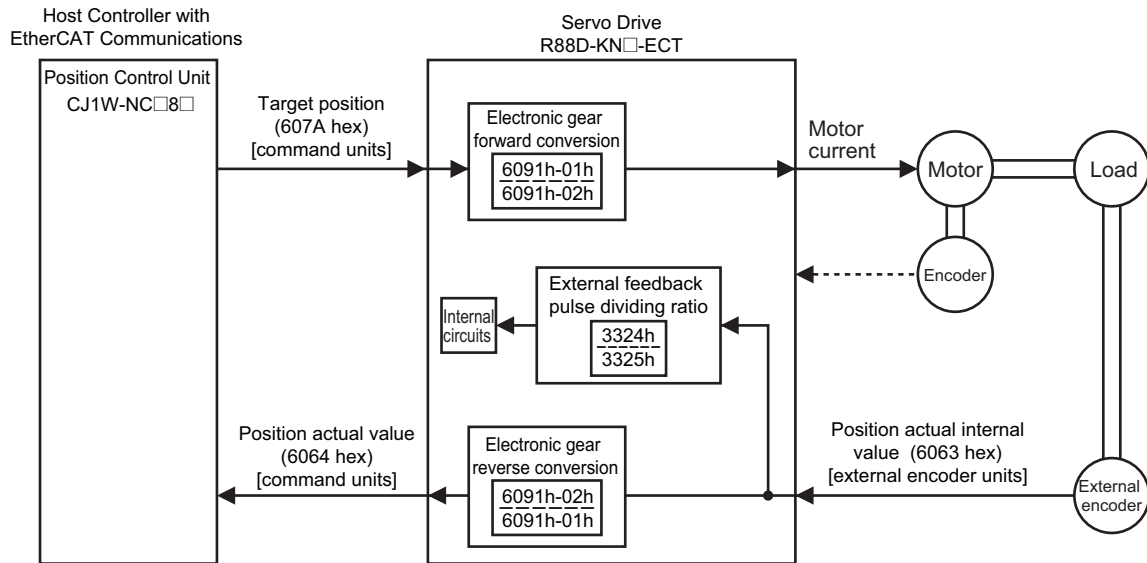 Host Controller with
EtherCAT Communications
Position Control Unit
CJ1W-NC□8□
Target position
(607A hex)
[command units]
Servo Drive
R88D-KN□-ECT
Electronic gear
forward conversion
6091h-01h
6091h-02h
Motor
current
Motor
Load
Encoder
External feedback
pulse dividing ratio
3324h
3325h
Internal
circuits
Position actual value
(6064 hex)
[command units]
Electronic gear
reverse conversion
6091h-02h
6091h-01h
Position actual internal
value (6063 hex)
[external encoder units]
External
encoder